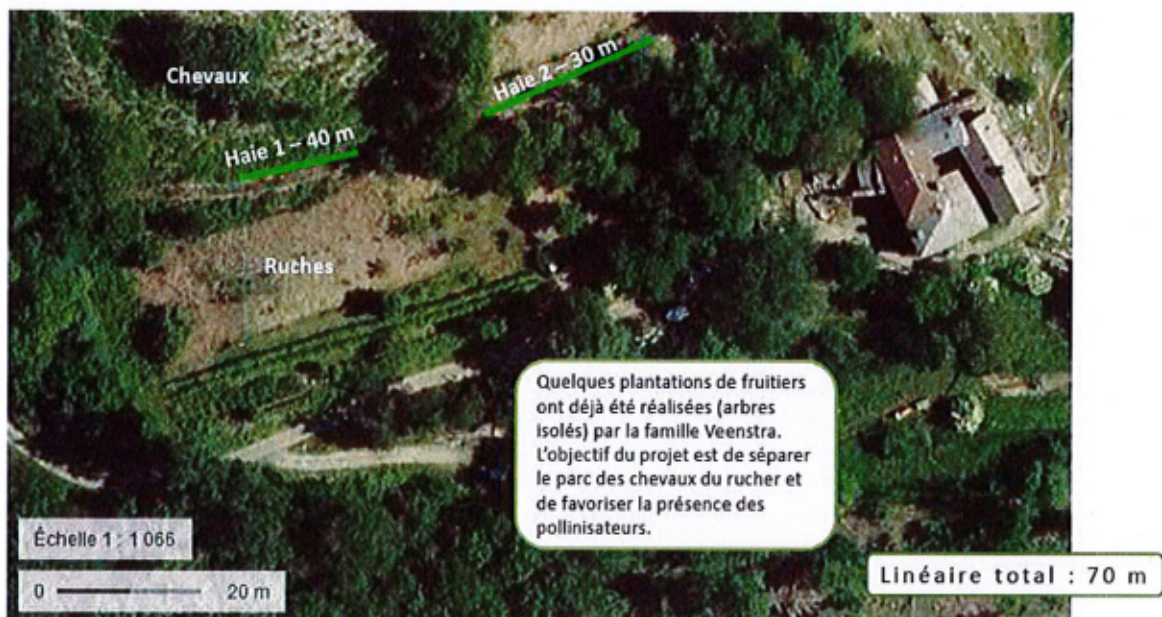 Chevaux
Haie 2 – 30 m
Haie 1 – 40 m
Ruches
Quelques plantations de fruitiers
ont déjà été réalisées (arbres
isolés) par la famille Veenstra.
L'objectif du projet est de séparer
le parc des chevaux du rucher et
de favoriser la présence des
pollinisateurs.
Échelle 1 : 1 066
0 20 m
Linéaire total : 70 m